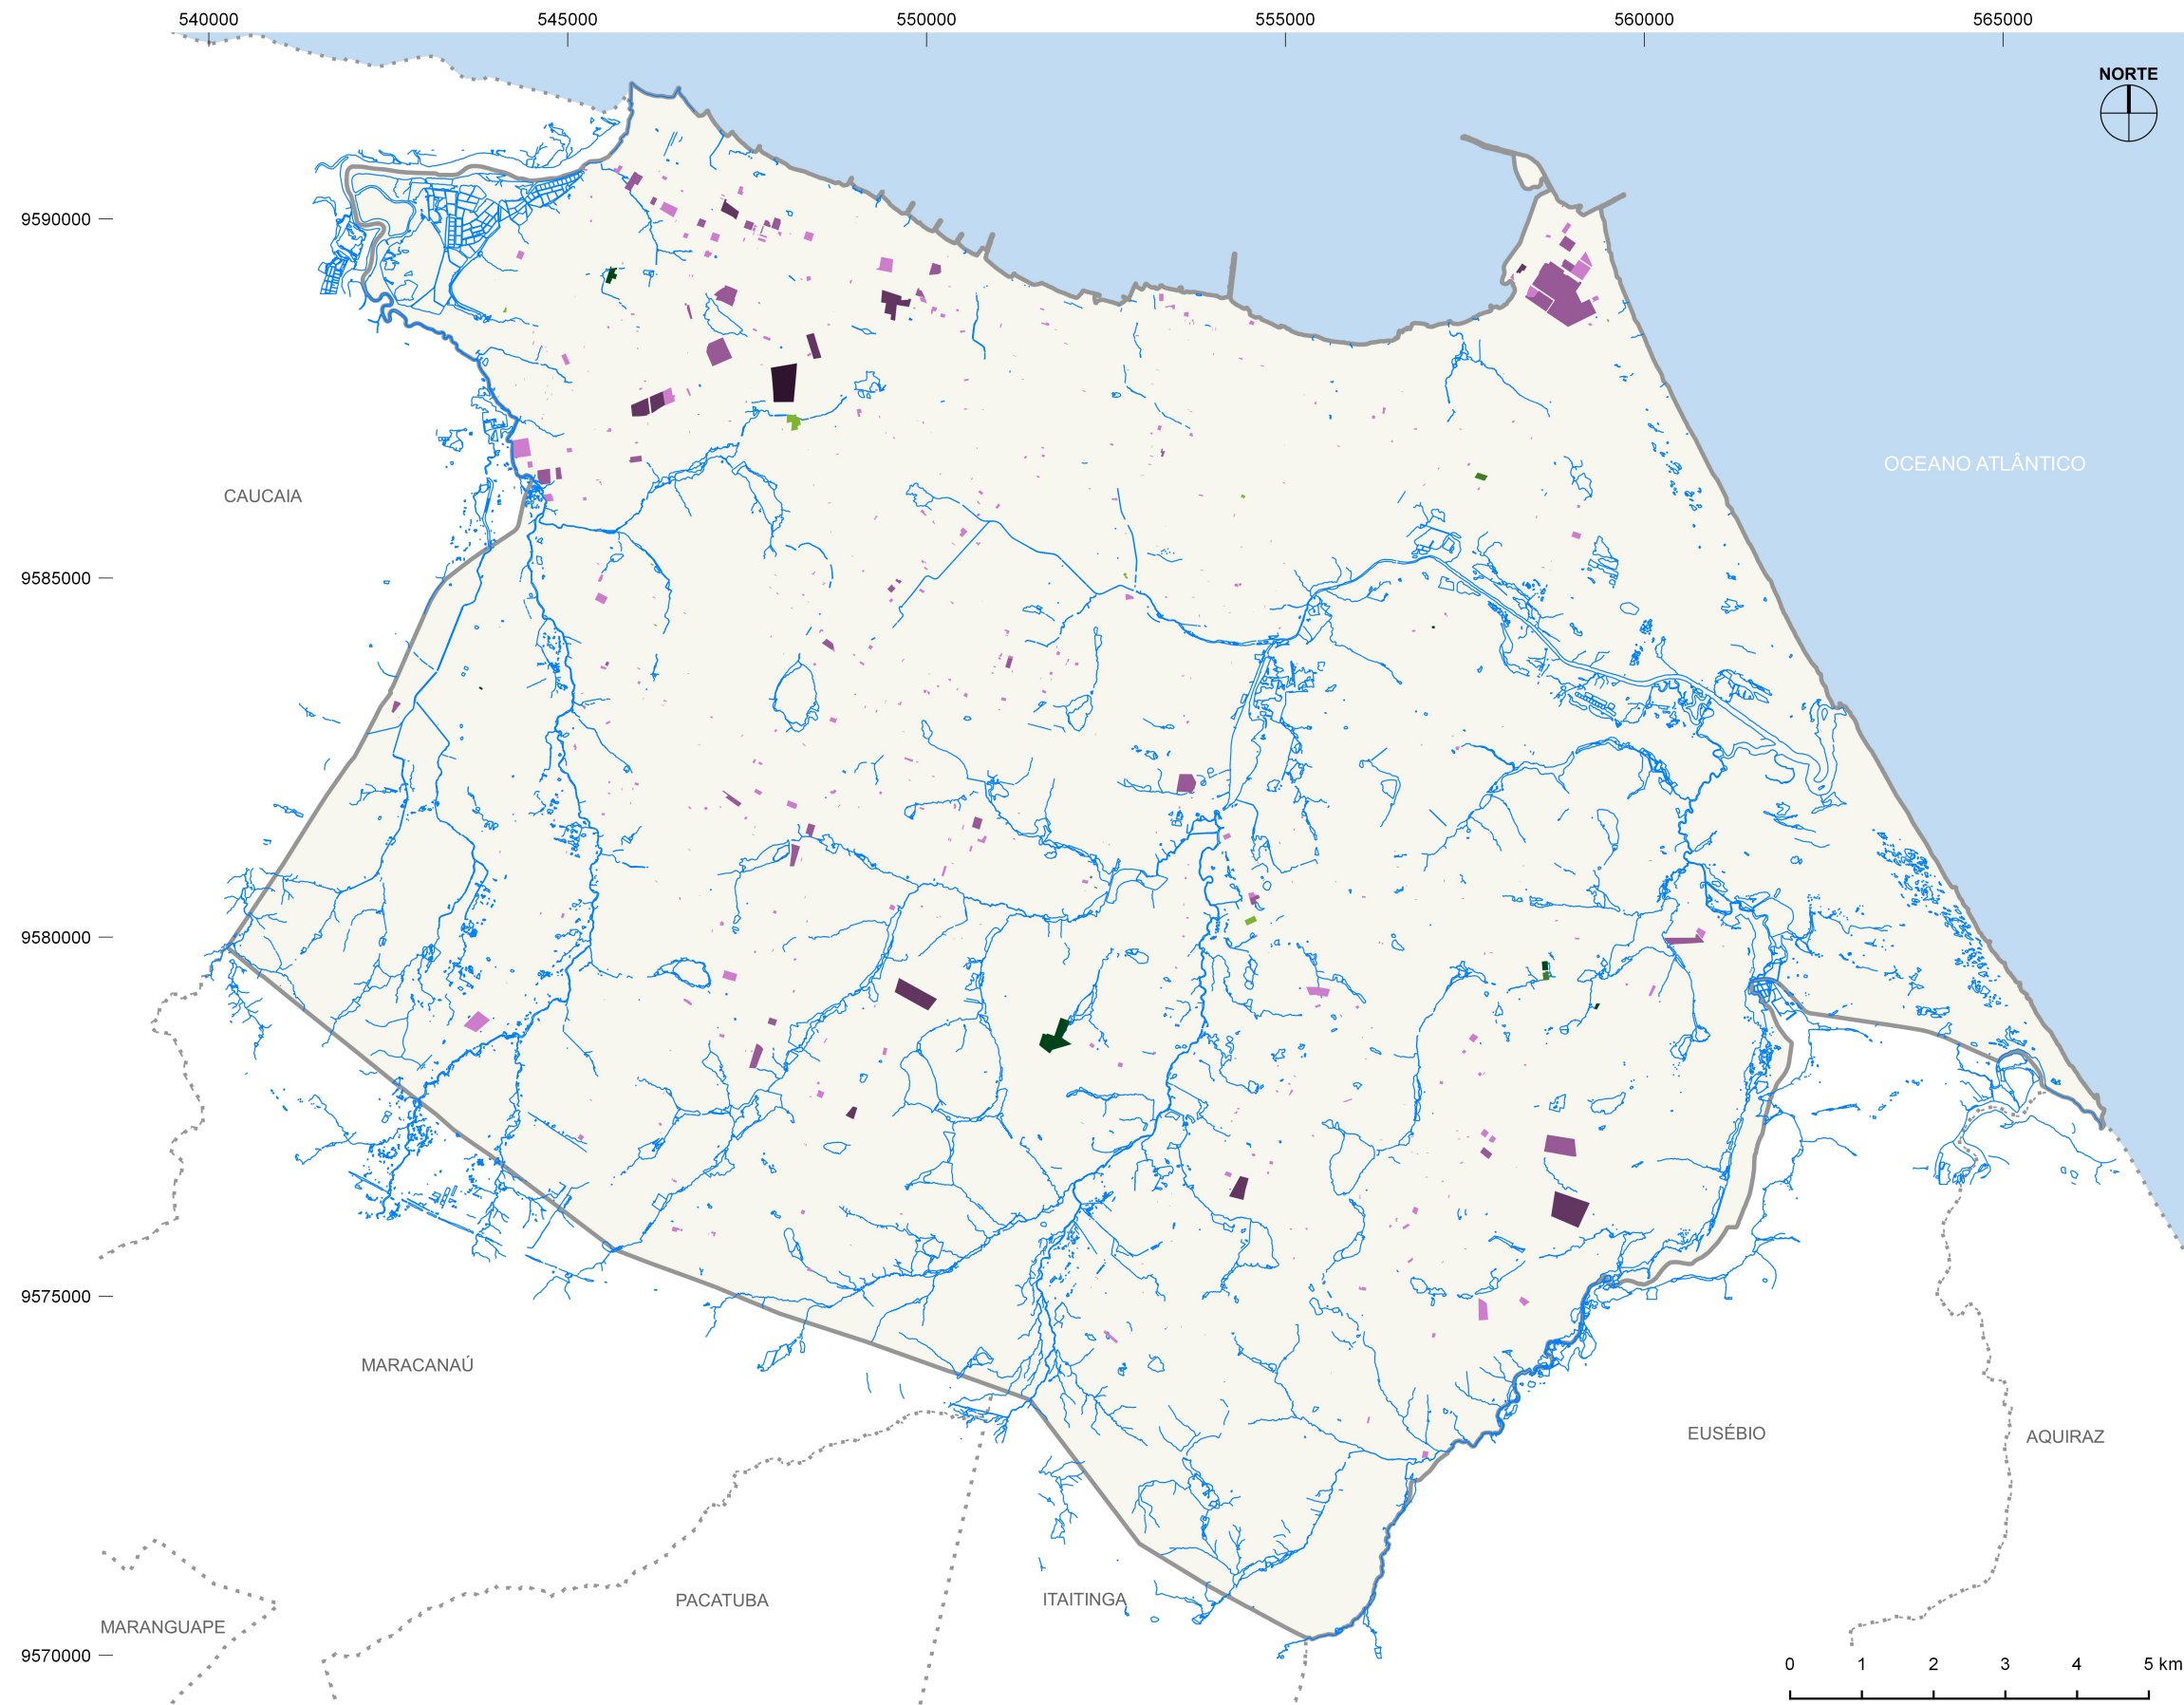 540000 545000 550000 555000 560000 565000
NORTE
9590000
OCEANO ATLÂNTICO
CAUCAIA
9585000
9580000
9575000
MARACANAÚ
EUSÉBIO
AQUIRAZ
PACATUBA
ITAITINGA
MARANGUAPE
9570000
0 1 2 3 4 5 km